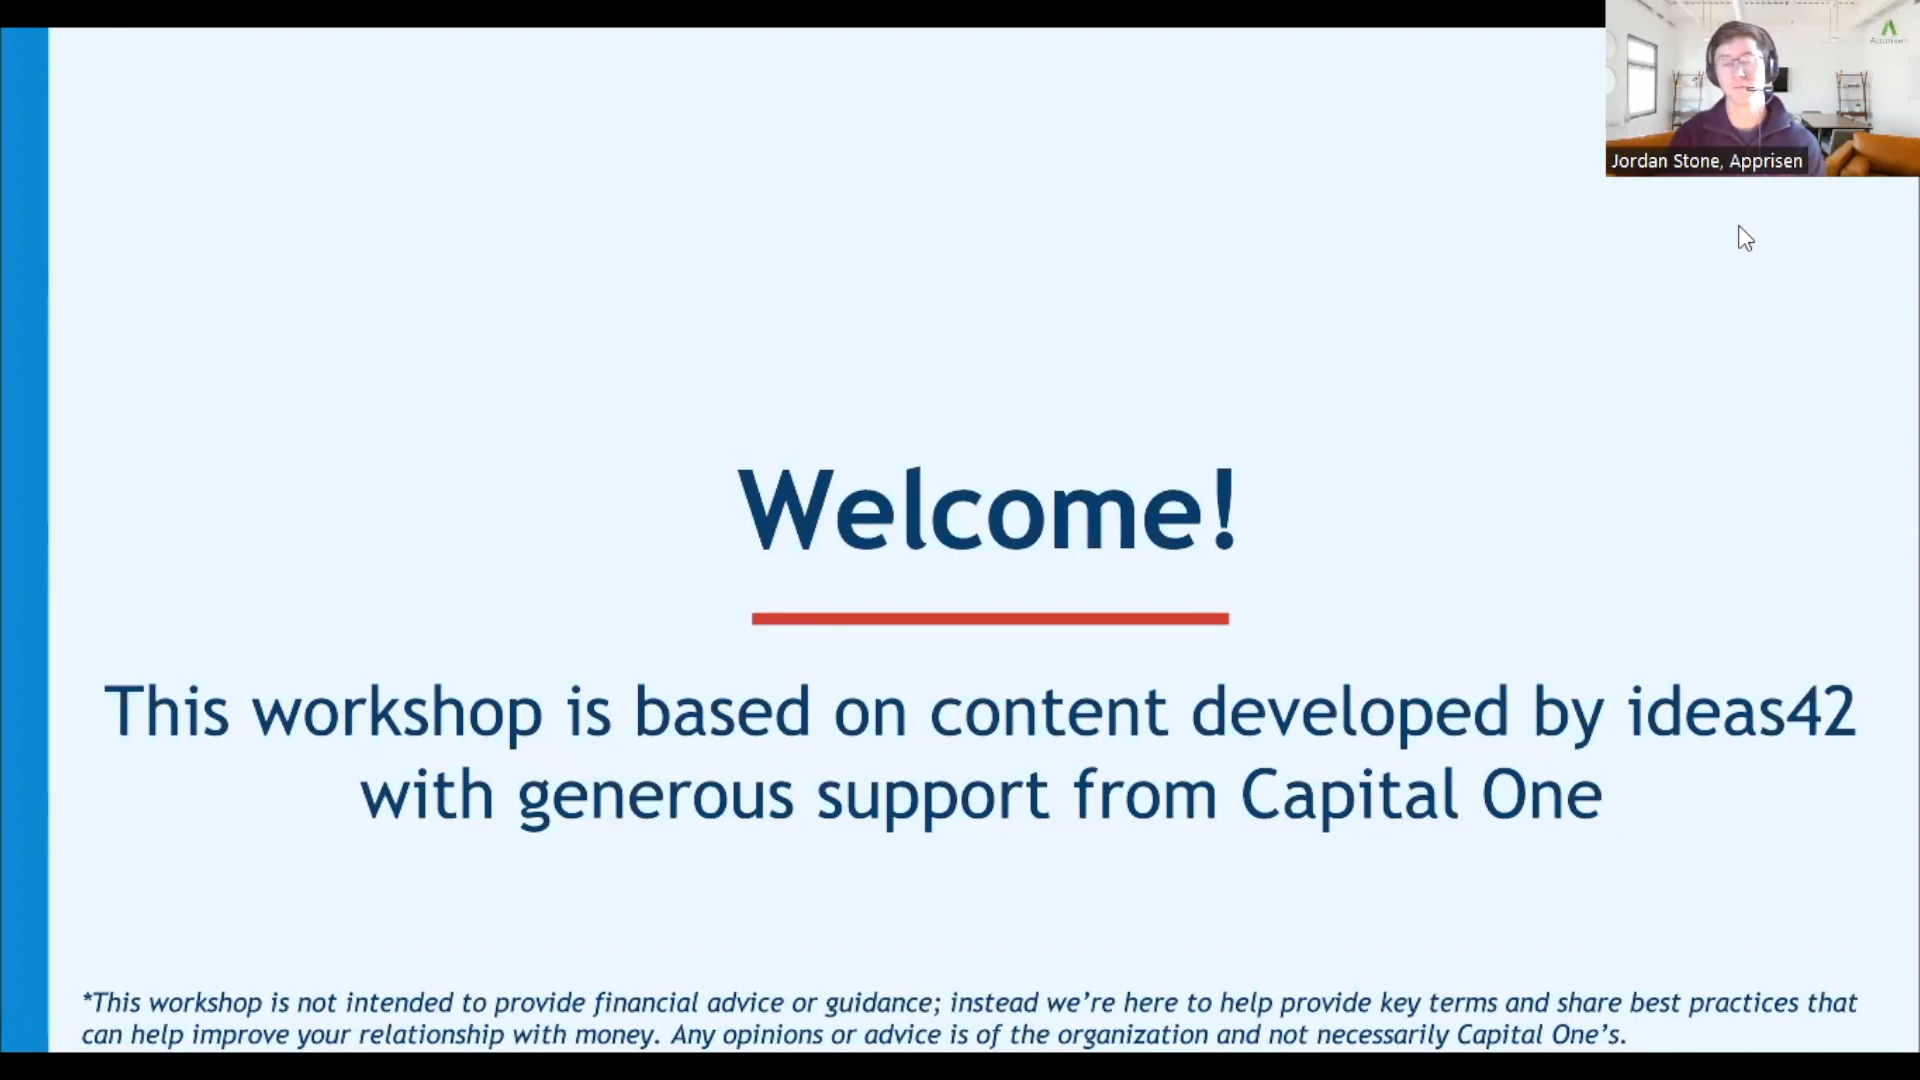 Apprisen
Jordan Stone, Apprisen
Welcome!
This workshop is based on content developed by ideas42
with generous support from Capital One
*This workshop is not intended to provide financial advice or guidance; instead we’re here to help provide key terms and share best practices that
can help improve your relationship with money. Any opinions or advice is of the organization and not necessarily Capital One’s.